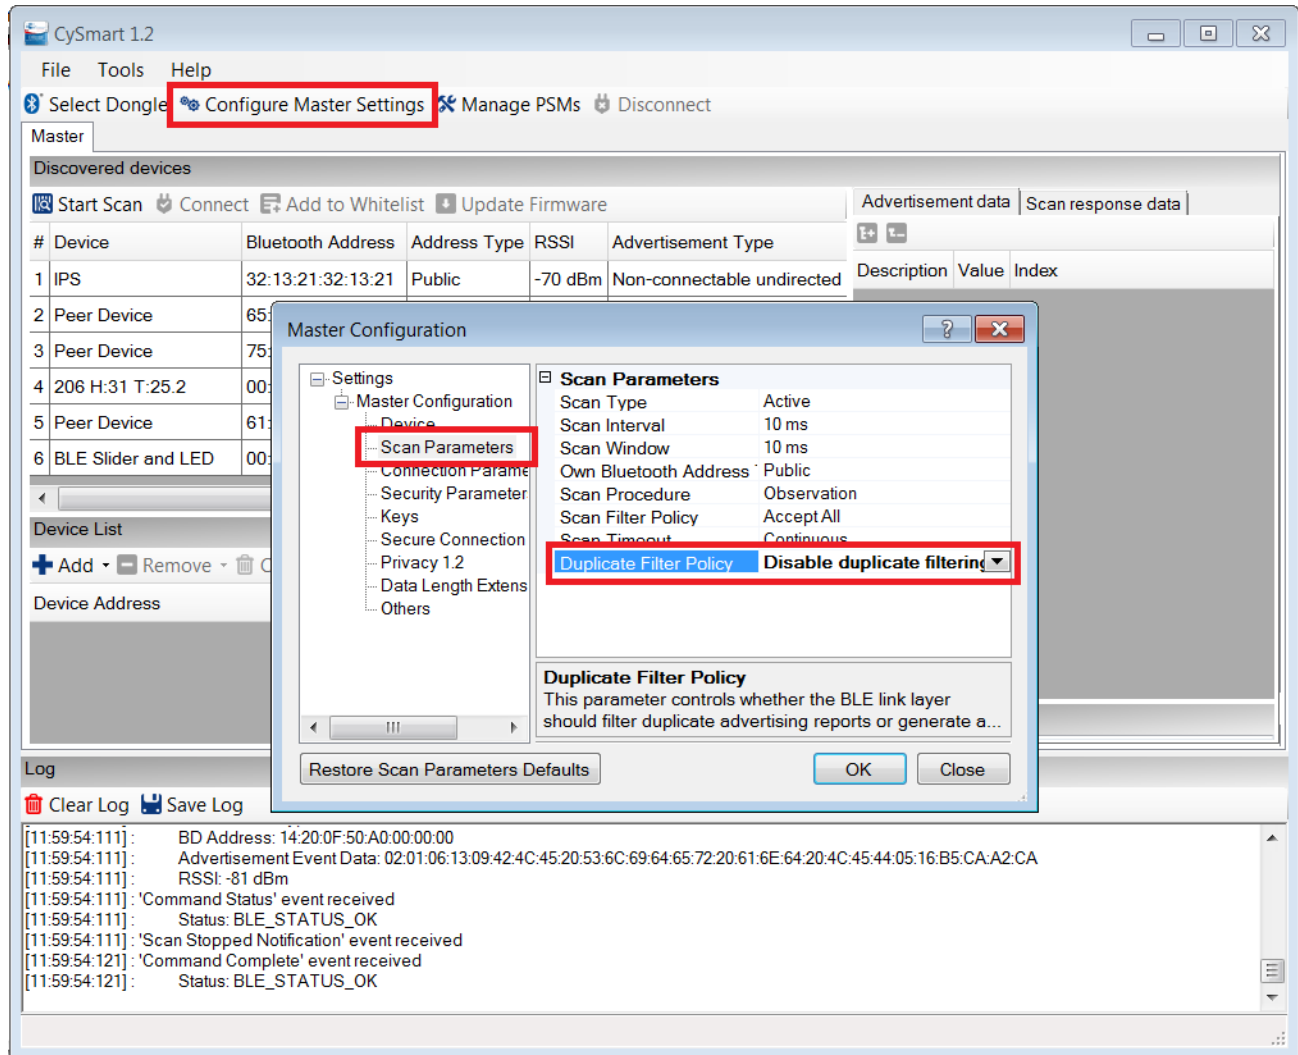 CySmart 1.2
File Tools Help
Select Dongle Configure Master Settings Manage PSMs Disconnect
Master
Discovered devices
Start Scan Connect Add to Whitelist Update Firmware
Advertisement data Scan response data
# Device Bluetooth Address Address Type RSSI Advertisement Type
Description Value Index
1 IPS 32:13:21:32:13:21 Public -70 dBm Non-connectable undirected
2 Peer Device 65:
3 Peer Device 75:
4 206 H:31 T:25.2 00:
5 Peer Device 61:
6 BLE Slider and LED 00:
Device List
Add Remove C
Device Address
Master Configuration
Settings
Master Configuration
Device
Scan Parameters
Connection Parame
Security Parameter
Keys
Secure Connection
Privacy 1.2
Data Length Extens
Others
Scan Parameters
Scan Type Active
Scan Interval 10 ms
Scan Window 10 ms
Own Bluetooth Address Public
Scan Procedure Observation
Scan Filter Policy Accept All
Scan Timeout Continuous
Duplicate Filter Policy Disable duplicate filtering
Duplicate Filter Policy
This parameter controls whether the BLE link layer
should filter duplicate advertising reports or generate a...
Restore Scan Parameters Defaults OK Close
Log
Clear Log Save Log
[11:59:54:111] : BD Address: 14:20:0F:50:A0:00:00:00
[11:59:54:111] : Advertisement Event Data: 02:01:06:13:09:42:4C:45:20:53:6C:69:64:65:72:20:61:6E:64:20:4C:45:44:05:16:B5:CA:A2:CA
[11:59:54:111] : RSSI: -81 dBm
[11:59:54:111] : 'Command Status' event received
[11:59:54:111] : Status: BLE_STATUS_OK
[11:59:54:111] : 'Scan Stopped Notification' event received
[11:59:54:121] : 'Command Complete' event received
[11:59:54:121] : Status: BLE_STATUS_OK